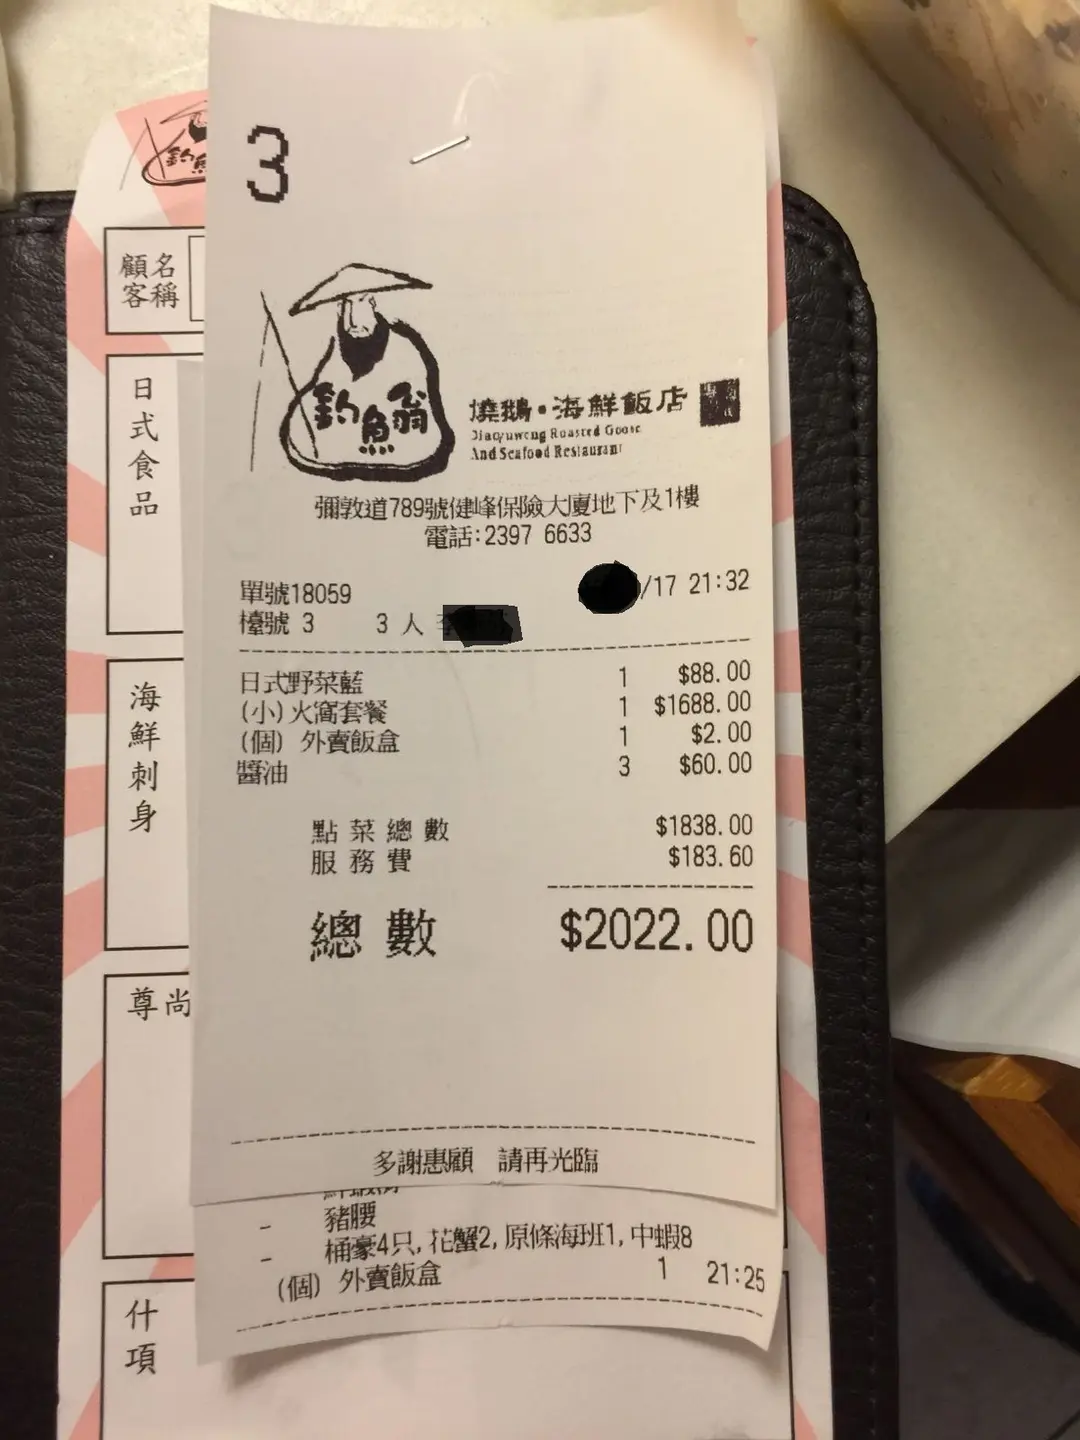 3
釣魚翁
燒鵝·海鮮飯店
Diaoyuweng Roasted Goose
And Seafood Restaurant
彌敦道789號健峰保險大廈地下及1樓
電話:2397 6633
單號18059 /17 21:32
檯號 3 3 人 李
日式野菜籃 1 $88.00
(小)火窩套餐 1 $1688.00
(個) 外賣飯盒 1 $2.00
醬油 3 $60.00
點菜總數 $1838.00
服務費 $183.60
總數 $2022.00
多謝惠顧 請再光臨
- 豬腰
- 桶豪4只,花蟹2,原條海班1,中蝦8
(個) 外賣飯盒 1 21:25
釣魚
顧客名稱
日式食品
海鮮刺身
尊尚
什項